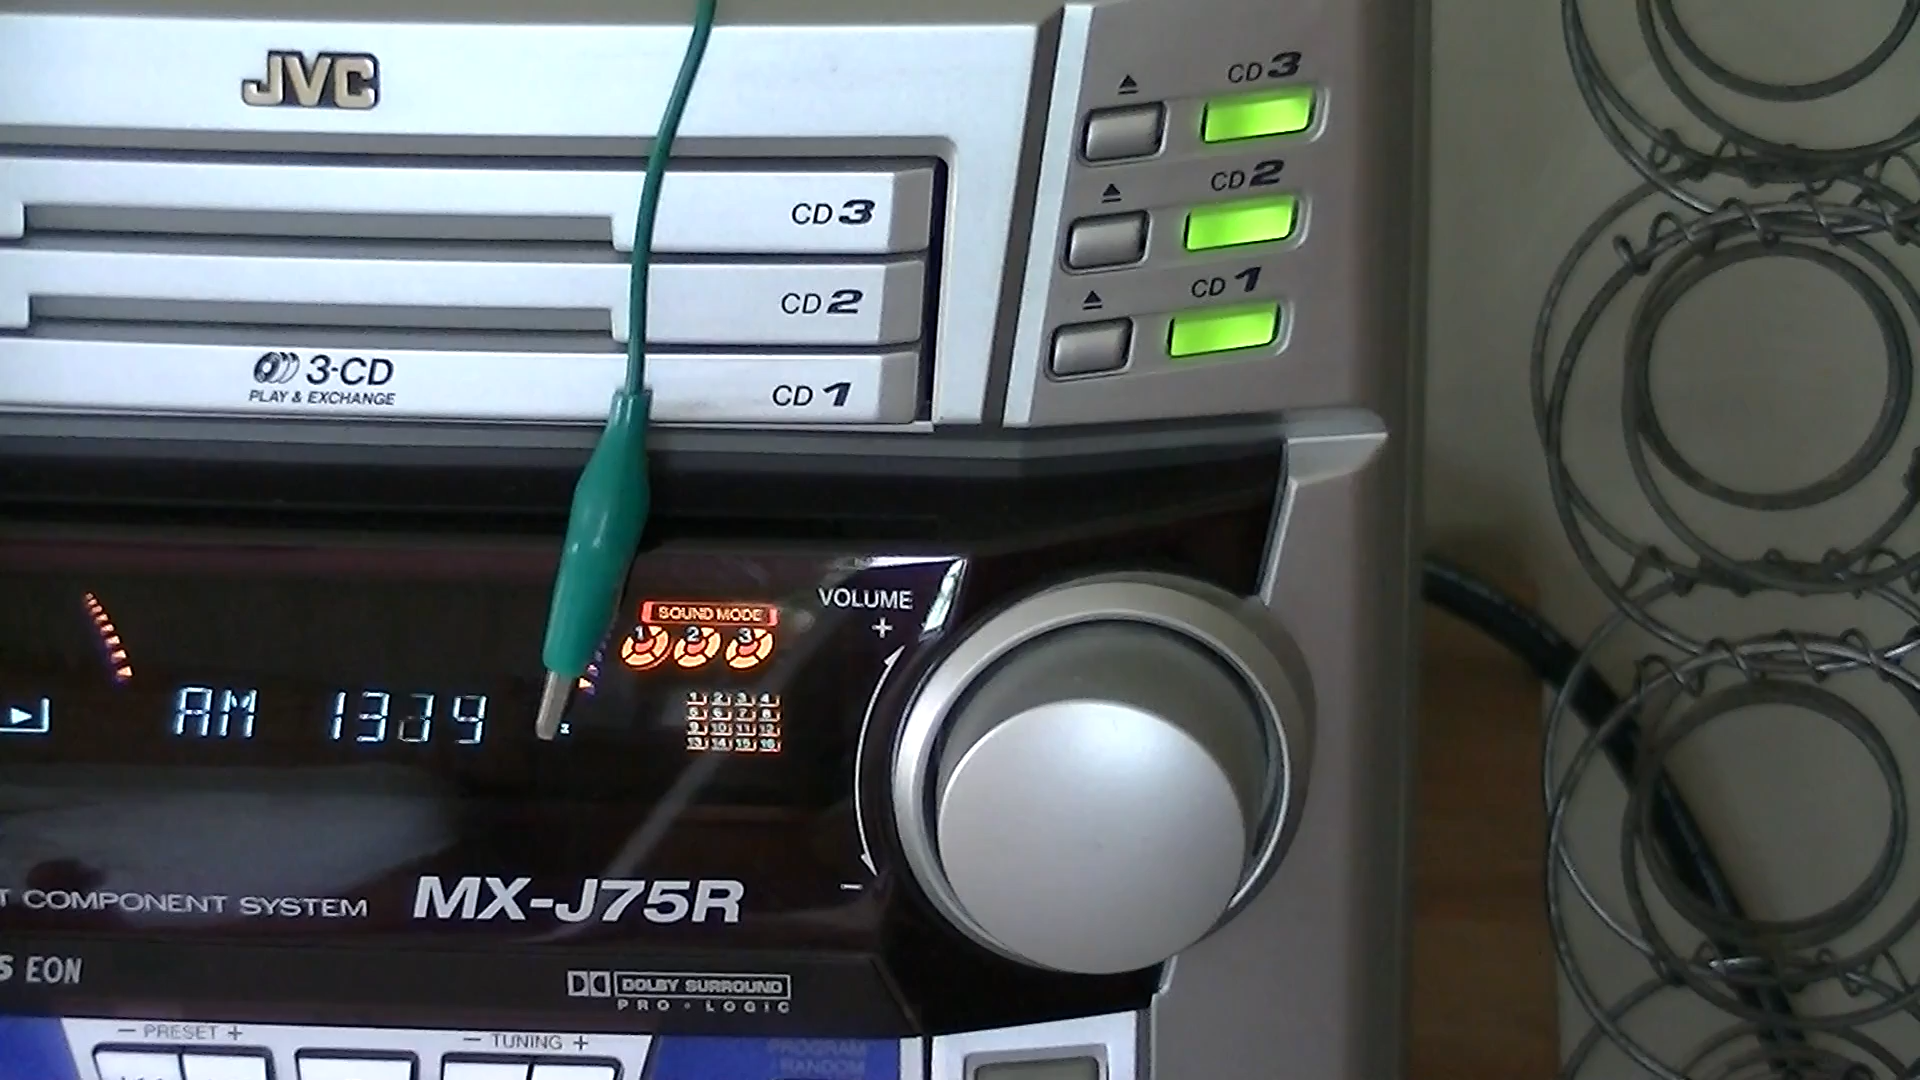 JVC
CD 3
CD 2
CD 1
CD 3
CD 2
3-CD
PLAY & EXCHANGE
CD 1
SOUND MODE
1 2 3
VOLUME
+
AM
1 2 3 4
5 6 7 8
9 10 11 12
13 14 15 16
–
COMPONENT SYSTEM
MX-J75R
EON
DOLBY SURROUND
PRO · LOGIC
– PRESET +
– TUNING +
PROGRAM
RANDOM